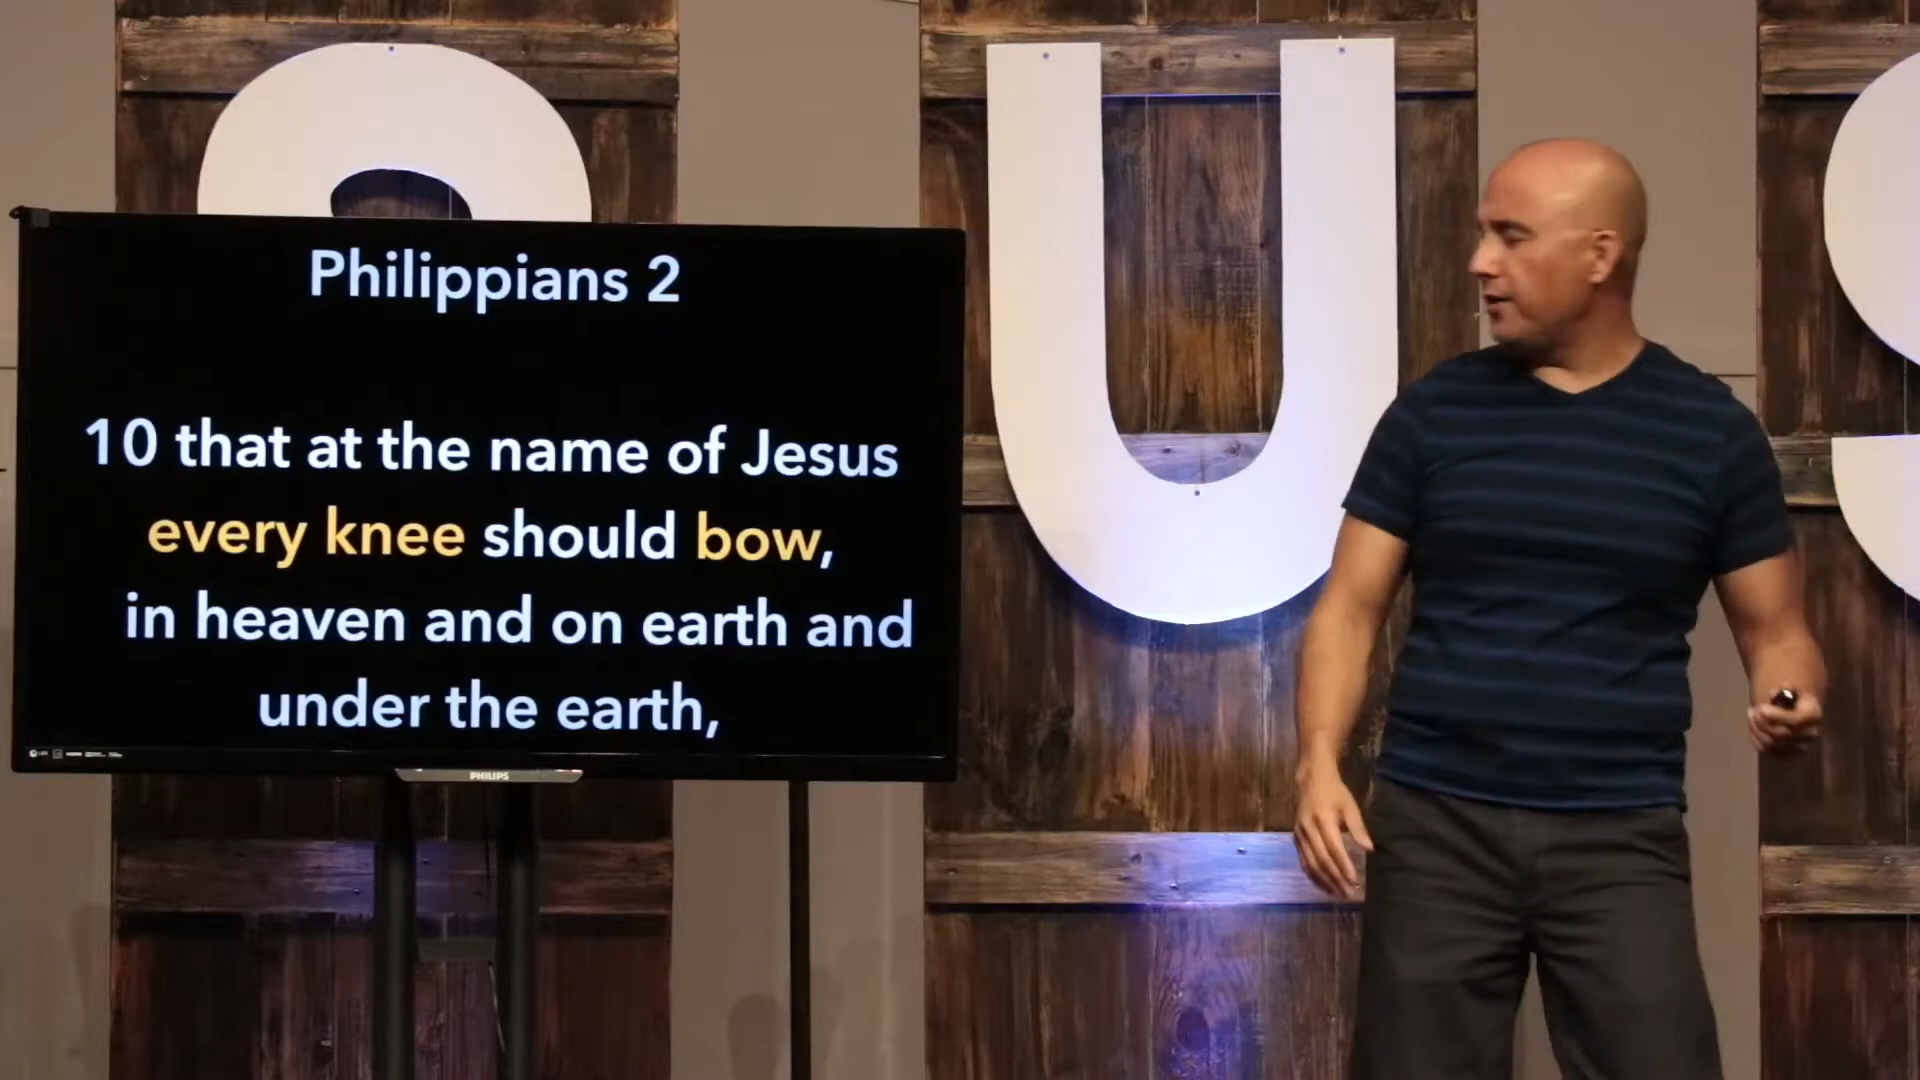 Philippians 2
10 that at the name of Jesus
every knee should bow,
in heaven and on earth and
under the earth,
PHILIPS
U